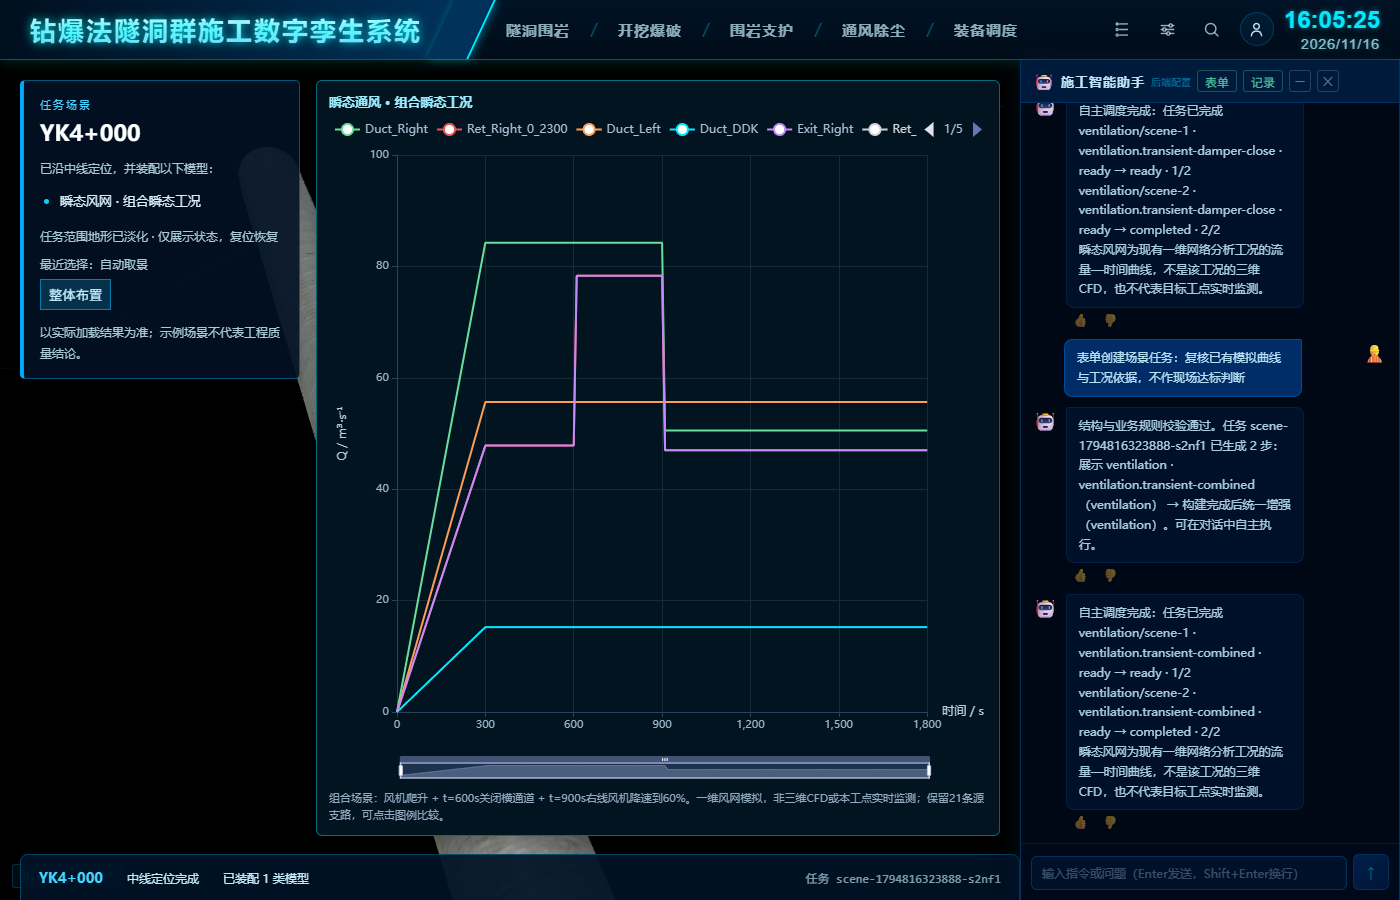 钻爆法隧洞群施工数字孪生系统
隧洞围岩 / 开挖爆破 / 围岩支护 / 通风除尘 / 装备调度
16:05:25
2026/11/16
任务场景
YK4+000
已沿中线定位，并装配以下模型：
瞬态风网 · 组合瞬态工况
任务范围地形已淡化 · 仅展示状态，复位恢复
最近选择：自动取景
整体布置
以实际加载结果为准；示例场景不代表工程质
量结论。
瞬态通风 • 组合瞬态工况
Duct_Right Ret_Right_0_2300 Duct_Left Duct_DDK Exit_Right Ret_ 1/5
100
80
60
40
20
0
Q / m³·s⁻¹
0 300 600 900 1,200 1,500 1,800
时间 / s
组合场景：风机爬升 + t=600s关闭横通道 + t=900s右线风机降速到60%。一维风网模拟，非三维CFD或本工点实时监测；保留21条源
支路，可点击图例比较。
施工智能助手 后端配置 表单 记录
自主调度完成：任务已完成
ventilation/scene-1 ·
ventilation.transient-damper-close ·
ready → ready · 1/2
ventilation/scene-2 ·
ventilation.transient-damper-close ·
ready → completed · 2/2
瞬态风网为现有一维网络分析工况的流
量—时间曲线，不是该工况的三维
CFD，也不代表目标工点实时监测。
表单创建场景任务：复核已有模拟曲线
与工况依据，不作现场达标判断
结构与业务规则校验通过。任务 scene-
1794816323888-s2nf1 已生成 2 步：
展示 ventilation ·
ventilation.transient-combined
（ventilation） → 构建完成后统一增强
（ventilation）。可在对话中自主执
行。
自主调度完成：任务已完成
ventilation/scene-1 ·
ventilation.transient-combined ·
ready → ready · 1/2
ventilation/scene-2 ·
ventilation.transient-combined ·
ready → completed · 2/2
瞬态风网为现有一维网络分析工况的流
量—时间曲线，不是该工况的三维
CFD，也不代表目标工点实时监测。
输入指令或问题（Enter发送，Shift+Enter换行）
YK4+000 中线定位完成 已装配 1 类模型 任务 scene-1794816323888-s2nf1